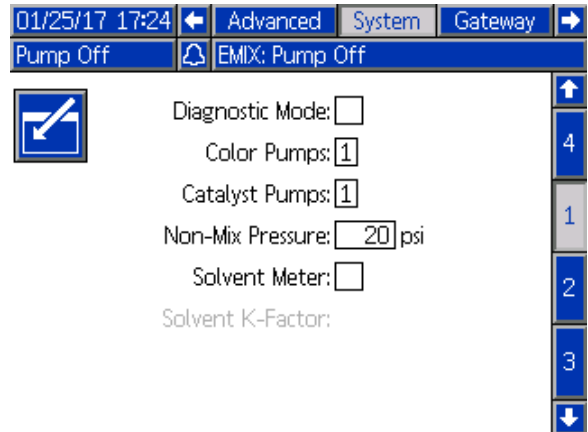 01/25/17 17:24 Advanced System Gateway
Pump Off EMIX: Pump Off
Diagnostic Mode:
4
Color Pumps: 1
Catalyst Pumps: 1
1
Non-Mix Pressure: 20 psi
Solvent Meter:
2
Solvent K-Factor:
3